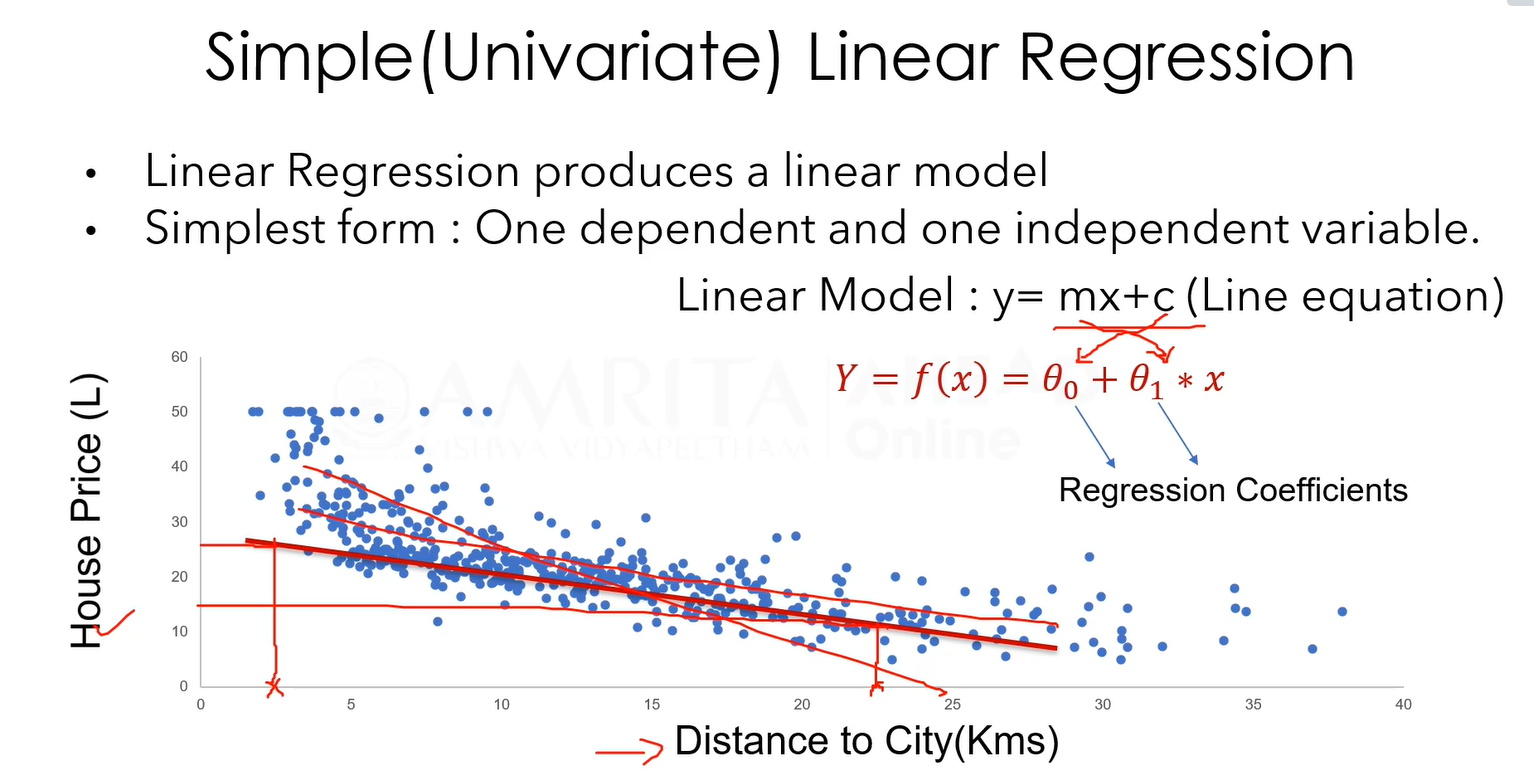 Simple(Univariate) Linear Regression
• Linear Regression produces a linear model
• Simplest form : One dependent and one independent variable.
Linear Model : y= mx+c (Line equation)
Y = f(x) = θ₀ + θ₁ * x
Regression Coefficients
AMRITA
VISHWA VIDYAPEETHAM
Online
House Price (L)
60
50
40
30
20
10
0
0 5 10 15 20 25 30 35 40
Distance to City(Kms)